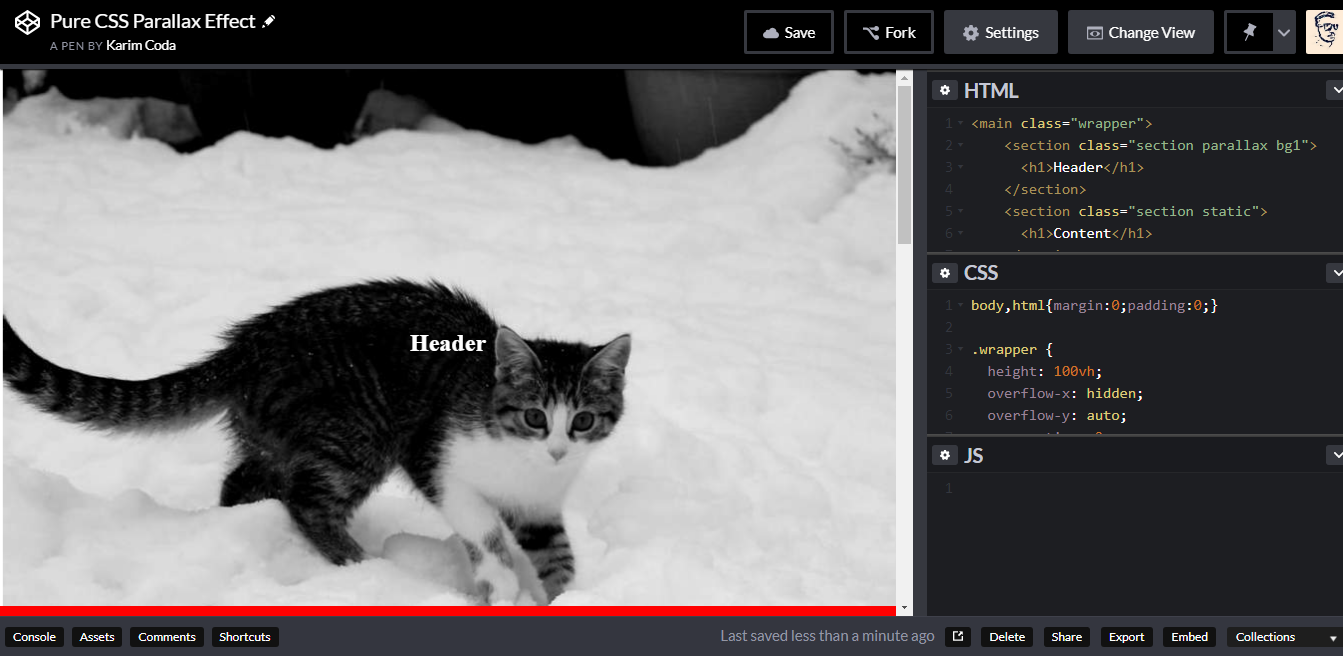 Pure CSS Parallax Effect
A PEN BY Karim Coda
Save
Fork
Settings
Change View
Header
HTML
1 <main class="wrapper">
2 <section class="section parallax bg1">
3 <h1>Header</h1>
4 </section>
5 <section class="section static">
6 <h1>Content</h1>
CSS
1 body,html{margin:0;padding:0;}
2
3 .wrapper {
4 height: 100vh;
5 overflow-x: hidden;
6 overflow-y: auto;
JS
1
Console
Assets
Comments
Shortcuts
Last saved less than a minute ago
Delete
Share
Export
Embed
Collections